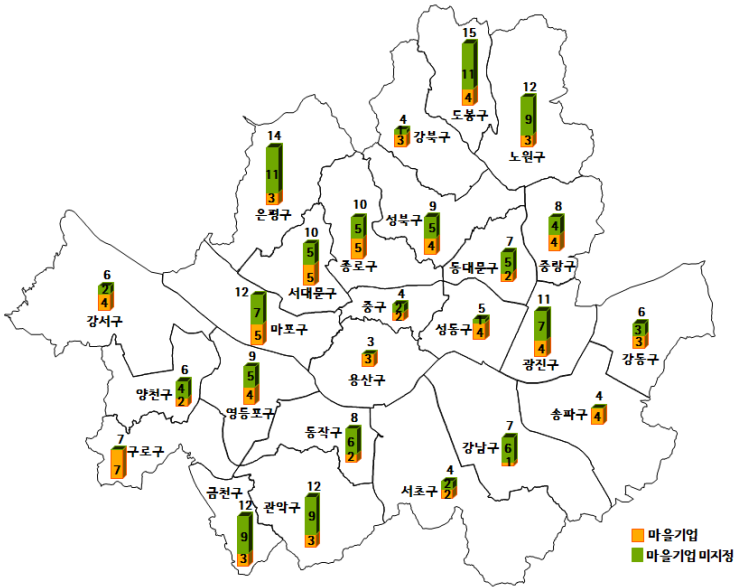 15
11
4
도봉구
12
9
3
노원구
4
1
3
강북구
14
11
3
은평구
10
5
5
종로구
9
5
4
성북구
8
4
4
중랑구
10
5
5
서대문구
7
5
2
동대문구
6
2
4
강서구
12
7
5
마포구
4
2
2
중구
5
1
4
성동구
11
7
4
광진구
6
3
3
강동구
3
3
용산구
6
4
2
양천구
9
5
4
영등포구
4
4
송파구
7
7
구로구
8
6
2
동작구
7
6
1
강남구
4
2
2
서초구
금천구
12
9
3
관악구
12
9
3
마을기업
마을기업 미지정